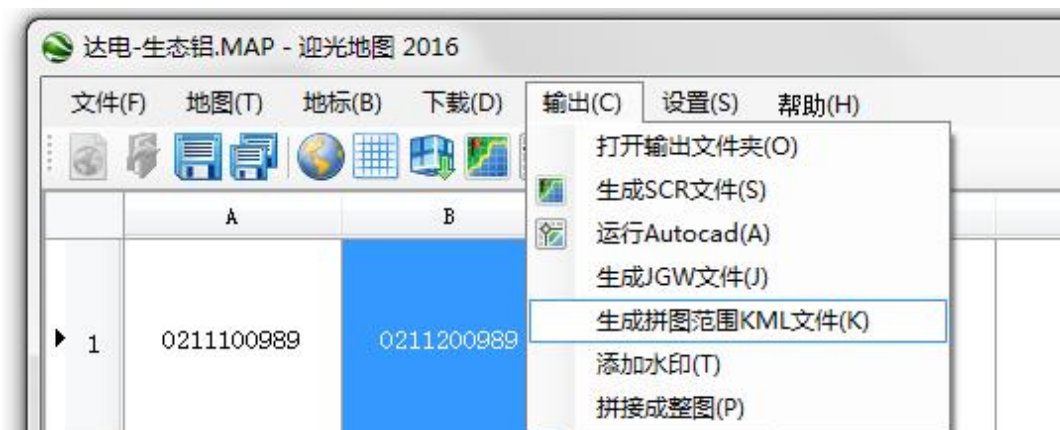 达电-生态铝.MAP - 迎光地图 2016
文件(F) 地图(T) 地标(B) 下载(D) 输出(C) 设置(S) 帮助(H)
打开输出文件夹(O)
生成SCR文件(S)
A B
运行Autocad(A)
生成JGW文件(J)
生成拼图范围KML文件(K)
1 0211100989 0211200989
添加水印(T)
拼接成整图(P)